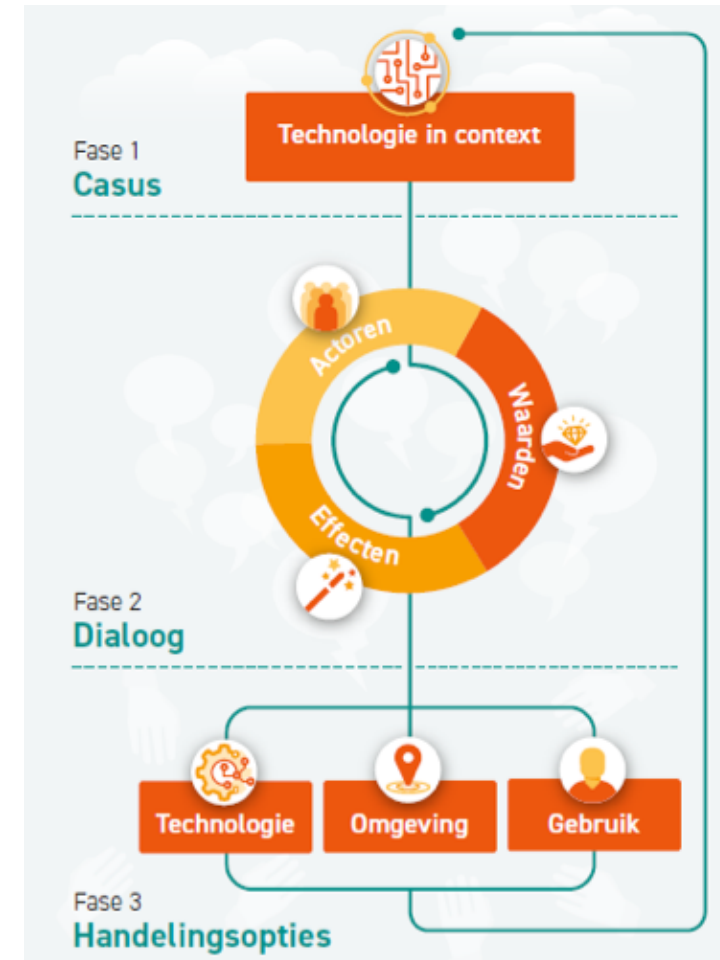 Technologie in context
Fase 1
Casus
Actoren
Waarden
Effecten
Fase 2
Dialoog
Technologie
Omgeving
Gebruik
Fase 3
Handelingsopties